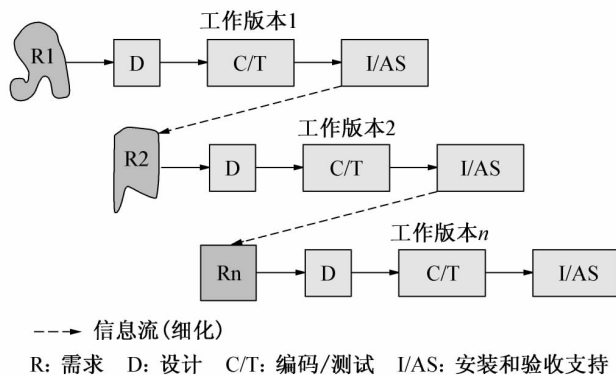 工作版本1
R1 D C/T I/AS
工作版本2
R2 D C/T I/AS
工作版本n
Rn D C/T I/AS
信息流(细化)
R: 需求 D: 设计 C/T: 编码/测试 I/AS: 安装和验收支持